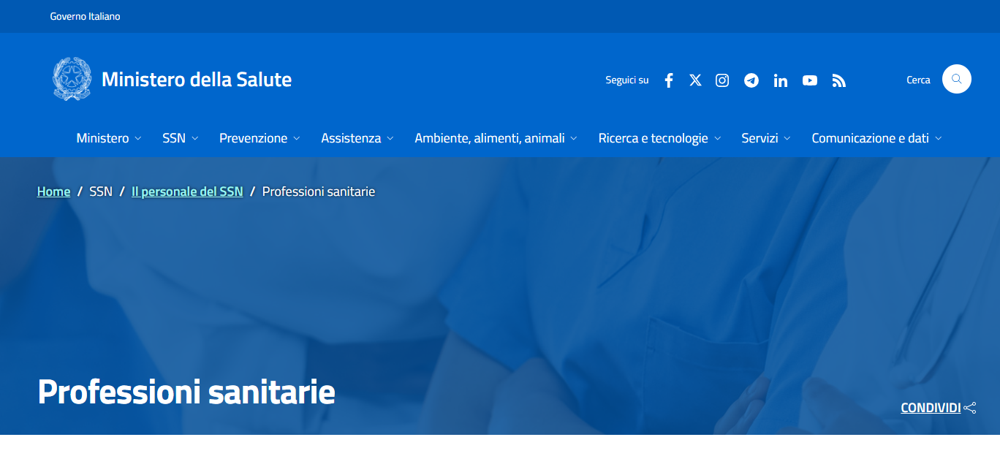 Governo Italiano
Ministero della Salute
Seguici su
Cerca
Ministero SSN Prevenzione Assistenza Ambiente, alimenti, animali Ricerca e tecnologie Servizi Comunicazione e dati
Home / SSN / Il personale del SSN / Professioni sanitarie
Professioni sanitarie
CONDIVIDI